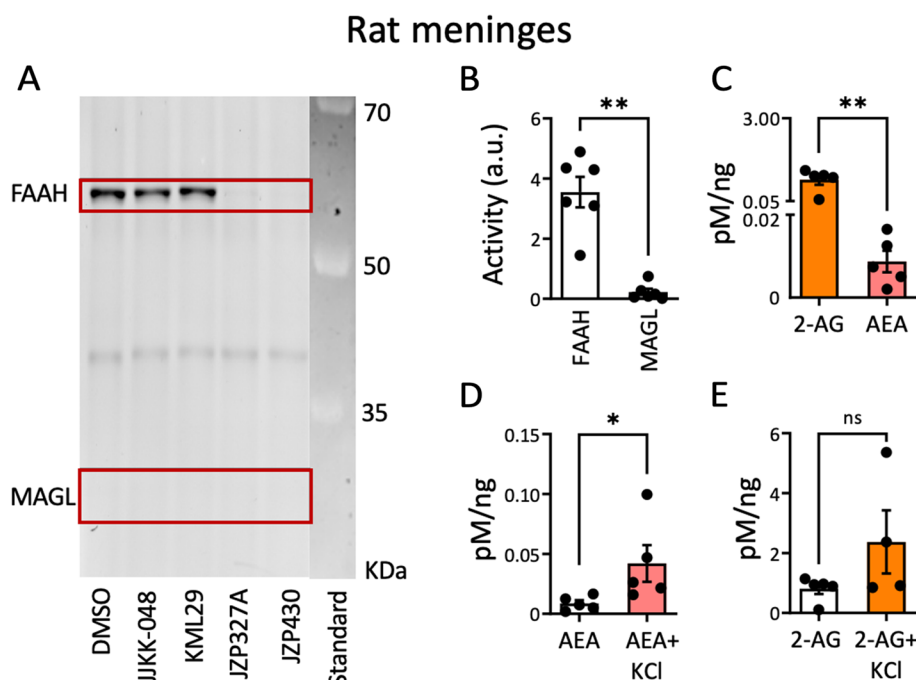 Rat meninges
A
FAAH
MAGL
70
50
35
KDa
DMSO
JJKK-048
KML29
JZP327A
JZP430
Standard
B
**
Activity (a.u.)
6
4
2
0
FAAH
MAGL
C
**
pM/ng
3.00
0.05
0.02
0
2-AG
AEA
D
*
pM/ng
0.15
0.10
0.05
0
AEA
AEA+
KCl
E
ns
pM/ng
6
4
2
0
2-AG
2-AG+
KCl